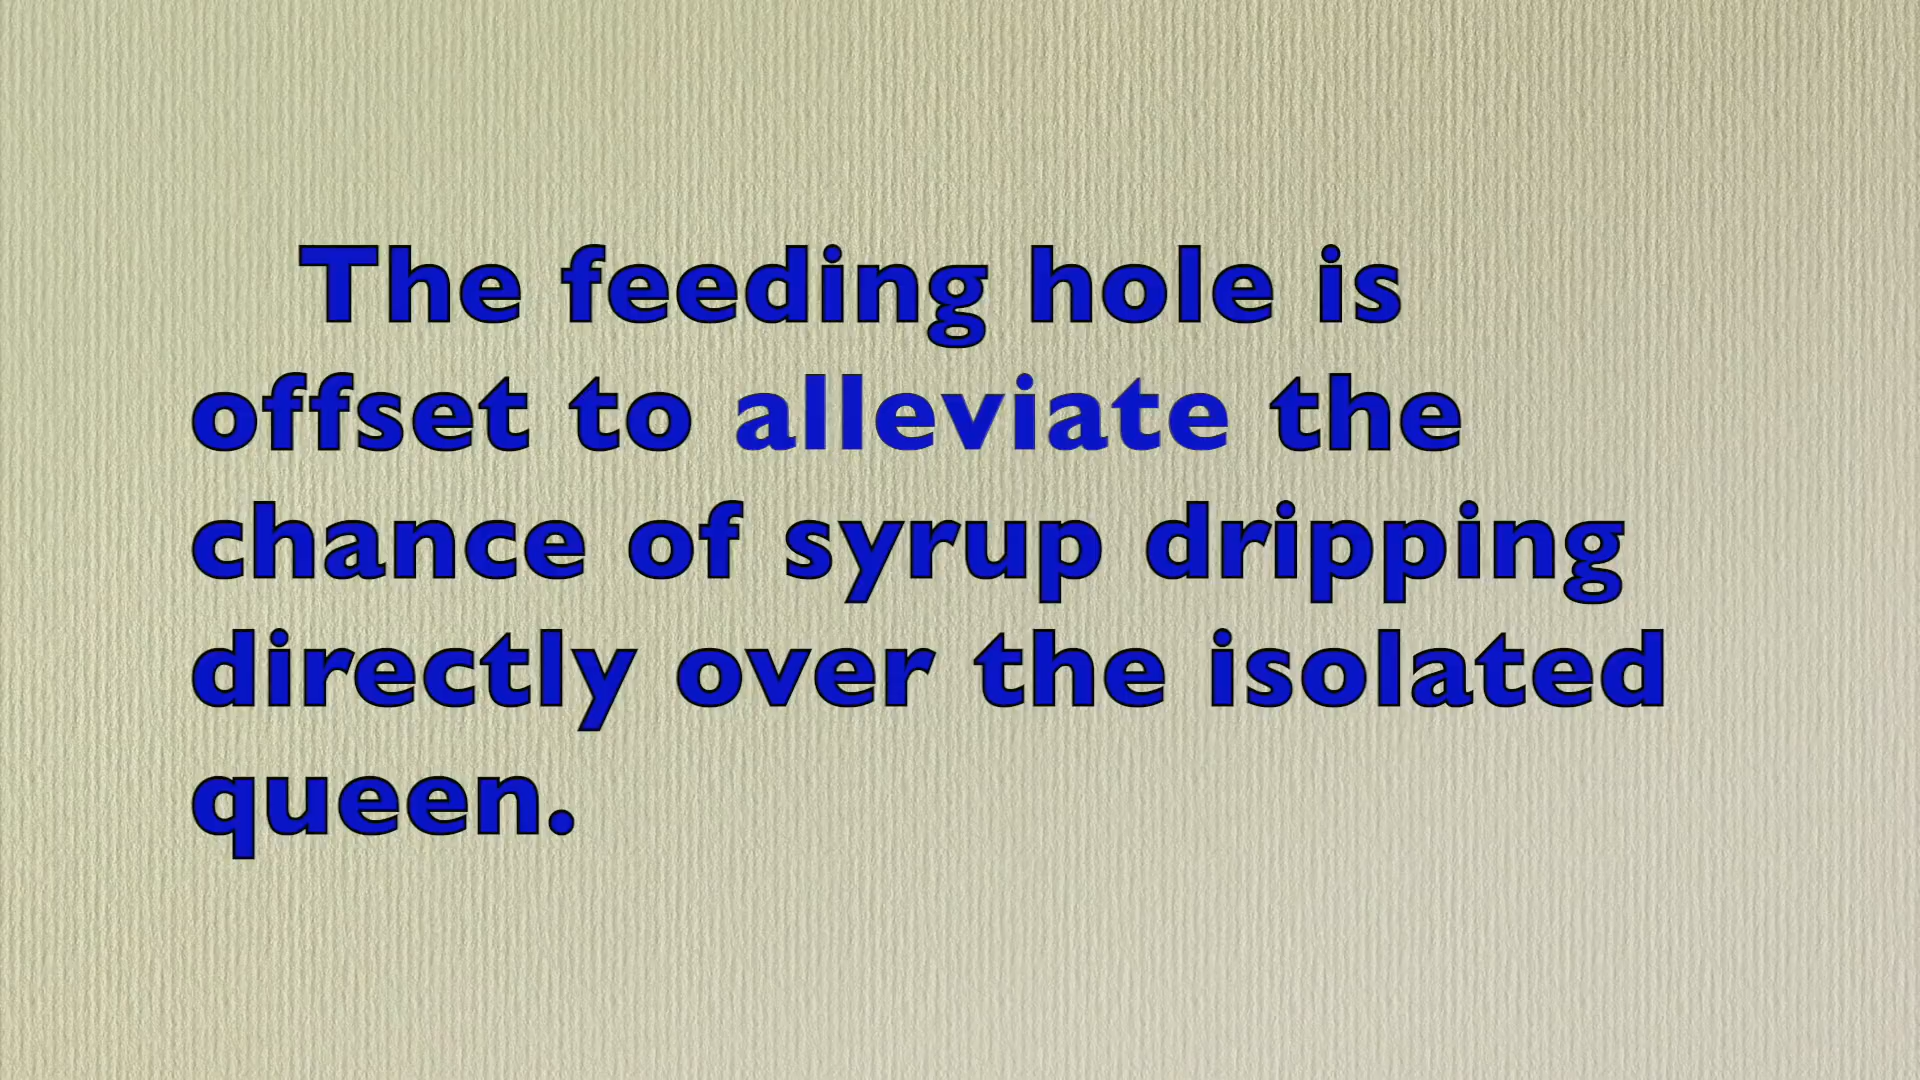 The feeding hole is
offset to alleviate the
chance of syrup dripping
directly over the isolated
queen.